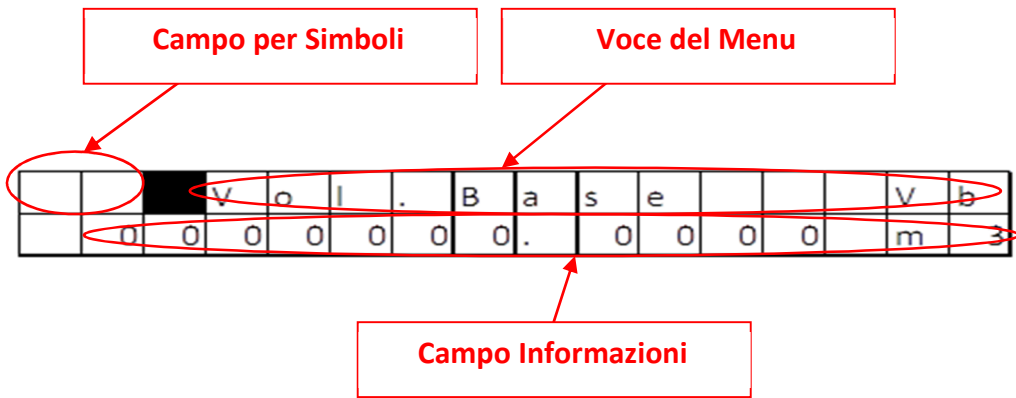 Campo per Simboli
Voce del Menu
Vol. Base Vb
0000000.0000 m3
Campo Informazioni